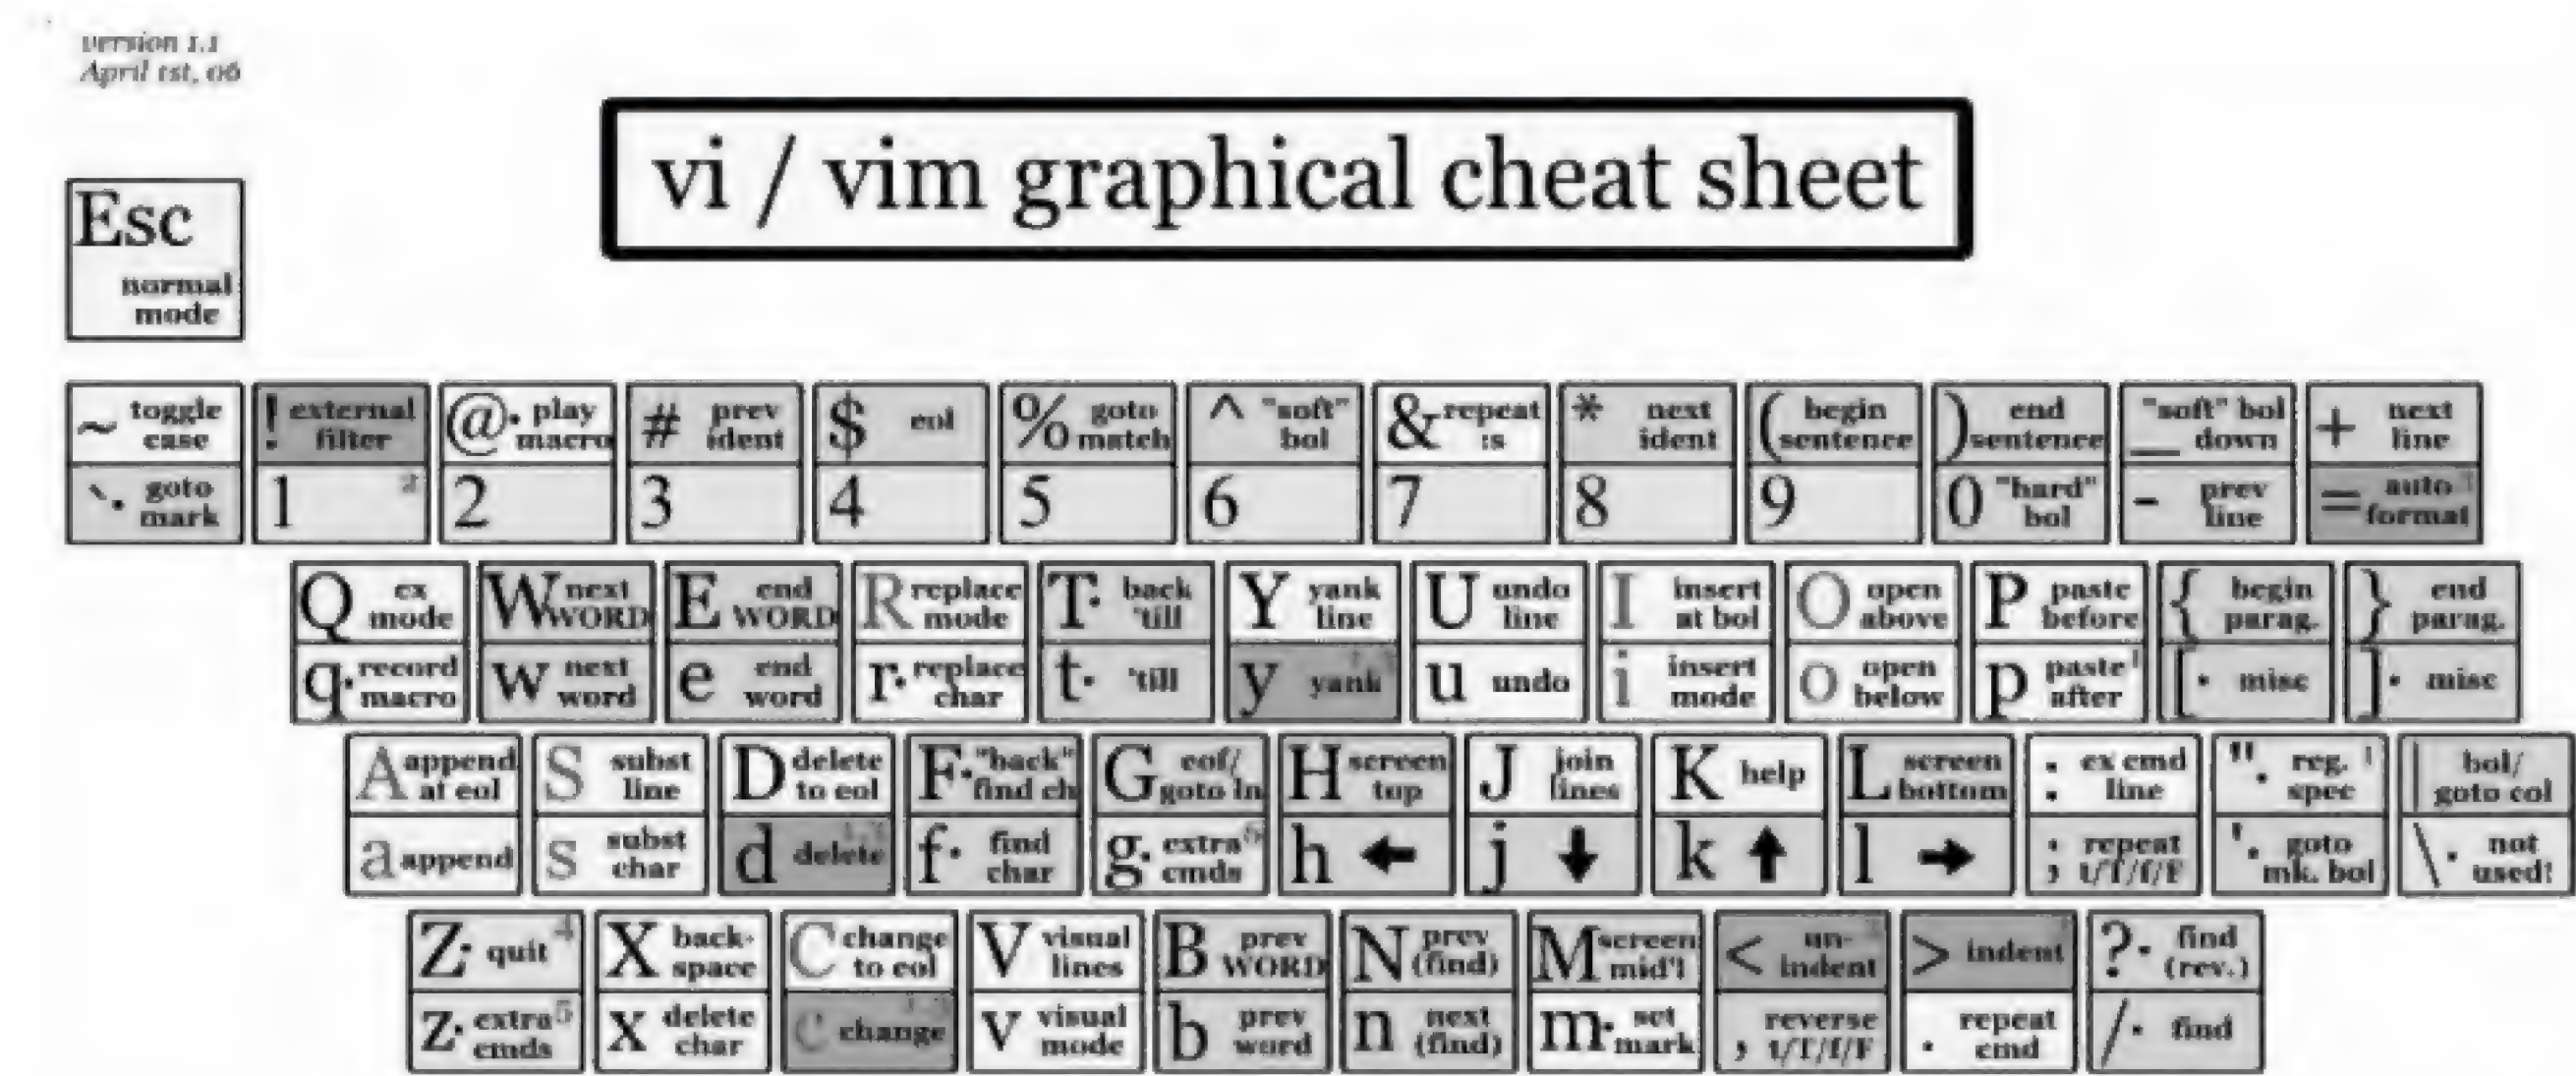 version 1.1
April 1st, 06
vi / vim graphical cheat sheet
Esc
normal
mode
~ toggle case
! external filter
@· play macro
# prev ident
$ eol
% goto match
^ "soft" bol
& repeat :s
* next ident
( begin sentence
) end sentence
_ "soft" bol down
+ next line
`· goto mark
1 2
2
3
4
5
6
7
8
9
0 "hard" bol
- prev line
= auto format
Q ex mode
W next WORD
E end WORD
R replace mode
T· back 'till
Y yank line
U undo line
I insert at bol
O open above
P paste before
{ begin parag.
} end parag.
q· record macro
w next word
e end word
r· replace char
t· 'till
y yank
u undo
i insert mode
o open below
p paste 1 after
[· misc
]· misc
A append at eol
S subst line
D delete to eol
F· "back" find ch
G eof/ goto ln
H screen top
J join lines
K help
L screen bottom
: ex cmd line
"· reg. 1 spec
| bol/ goto col
a append
s subst char
d delete
f· find char
g· extra 6 cmds
h ←
j ↓
k ↑
l →
; repeat t/T/f/F
'· goto mk. bol
\· not used!
Z· quit 4
X back-space
C change to eol
V visual lines
B prev WORD
N prev (find)
M screen mid'l
< un-indent
> indent
?· find (rev.)
z· extra 5 cmds
x delete char
c change
v visual mode
b prev word
n next (find)
m· set mark
, reverse t/T/f/F
. repeat cmd
/· find